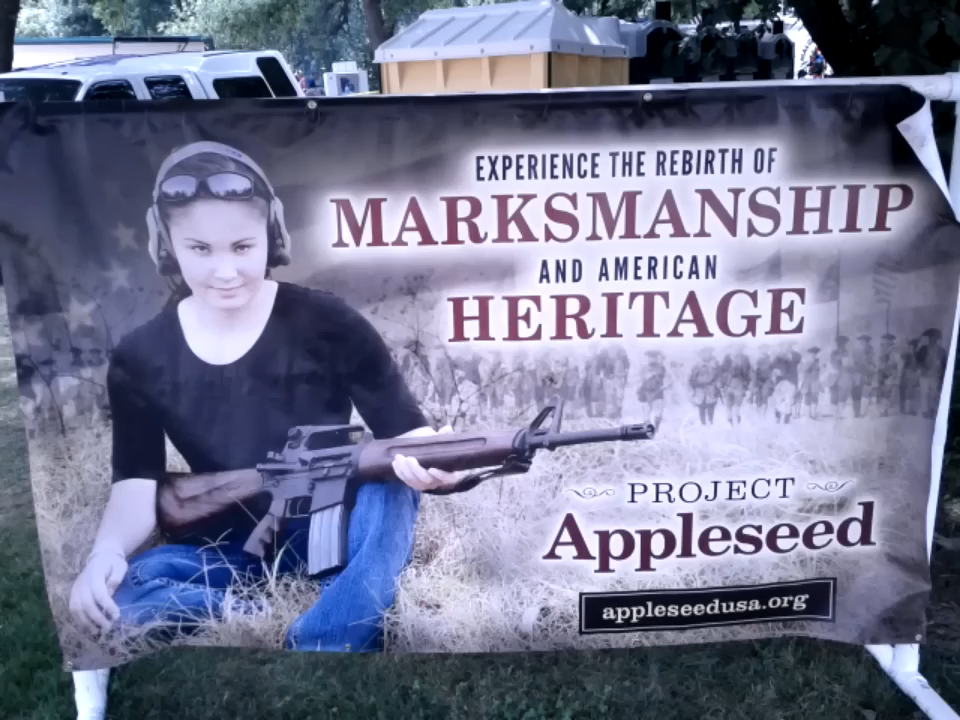 EXPERIENCE THE REBIRTH OF
MARKSMANSHIP
AND AMERICAN
HERITAGE
PROJECT
Appleseed
appleseedusa.org